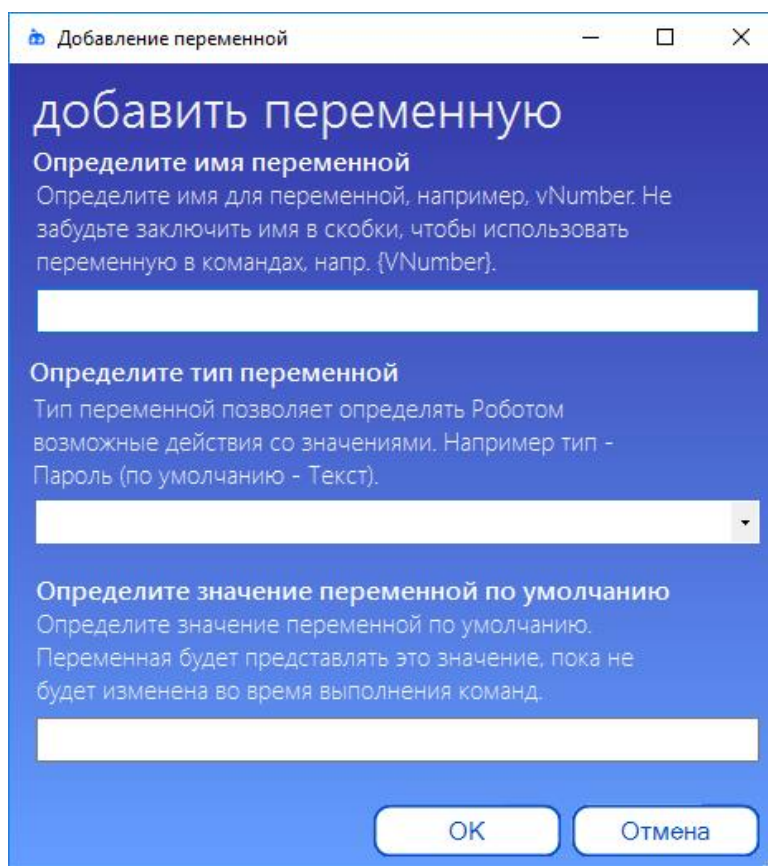 Добавление переменной
добавить переменную
Определите имя переменной
Определите имя для переменной, например, vNumber. Не
забудьте заключить имя в скобки, чтобы использовать
переменную в командах, напр. {VNumber}.
Определите тип переменной
Тип переменной позволяет определять Роботом
возможные действия со значениями. Например тип -
Пароль (по умолчанию - Текст).
Определите значение переменной по умолчанию
Определите значение переменной по умолчанию.
Переменная будет представлять это значение, пока не
будет изменена во время выполнения команд.
OK
Отмена